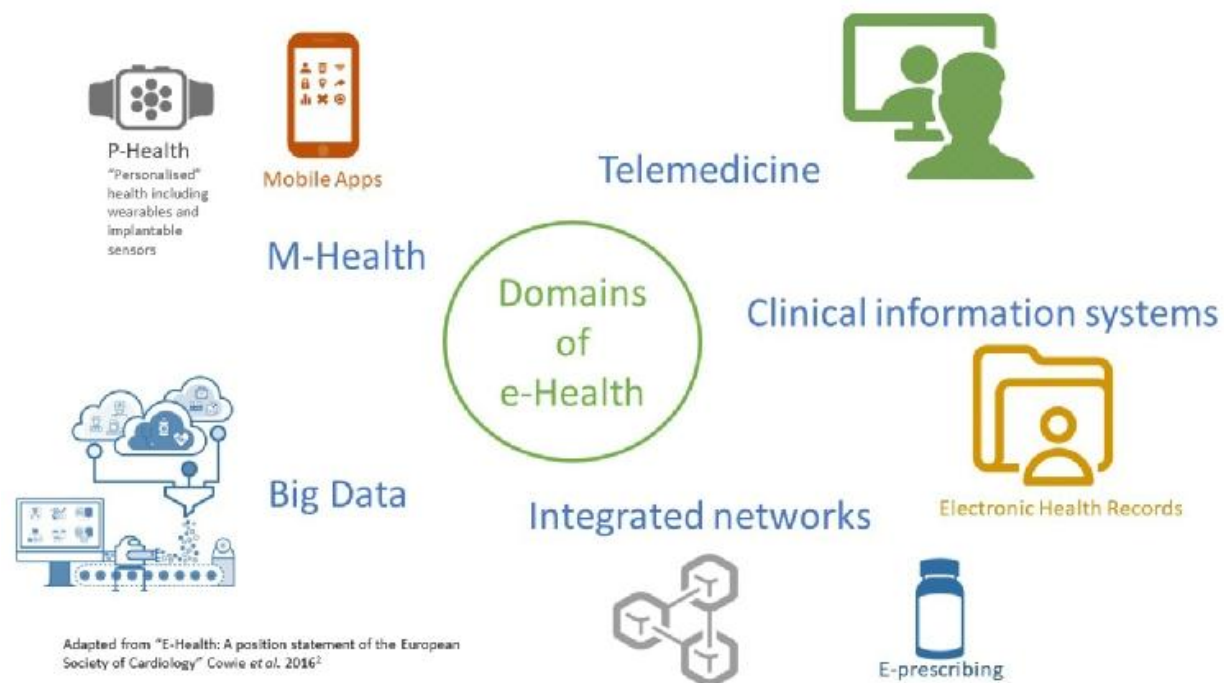 P-Health
"Personalised"
health including
wearables and
implantable
sensors
Mobile Apps
M-Health
Telemedicine
Domains
of
e-Health
Clinical information systems
Electronic Health Records
Big Data
Integrated networks
E-prescribing
Adapted from "E-Health: A position statement of the European
Society of Cardiology" Cowie et al. 2016²